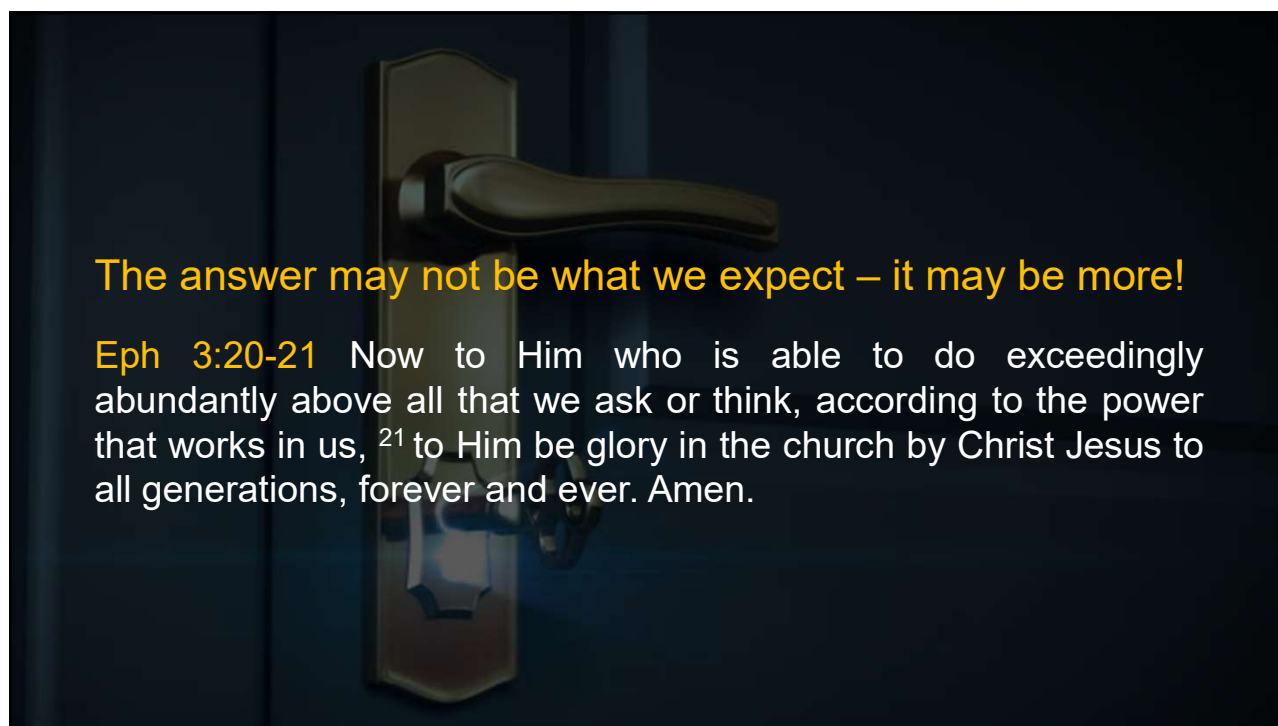 The answer may not be what we expect – it may be more!
Eph 3:20-21 Now to Him who is able to do exceedingly
abundantly above all that we ask or think, according to the power
that works in us, 21 to Him be glory in the church by Christ Jesus to
all generations, forever and ever. Amen.